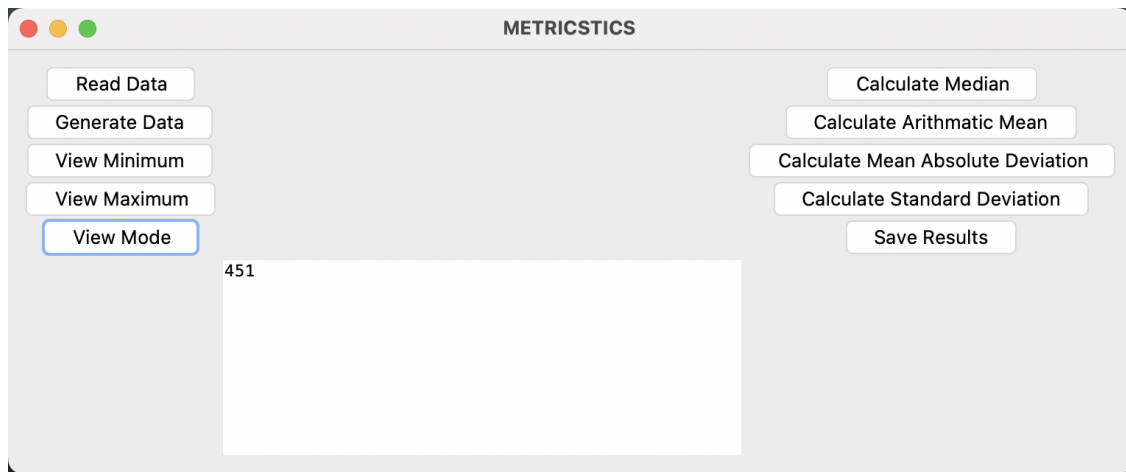 METRICSTICS
Read Data
Generate Data
View Minimum
View Maximum
View Mode
Calculate Median
Calculate Arithmatic Mean
Calculate Mean Absolute Deviation
Calculate Standard Deviation
Save Results
451